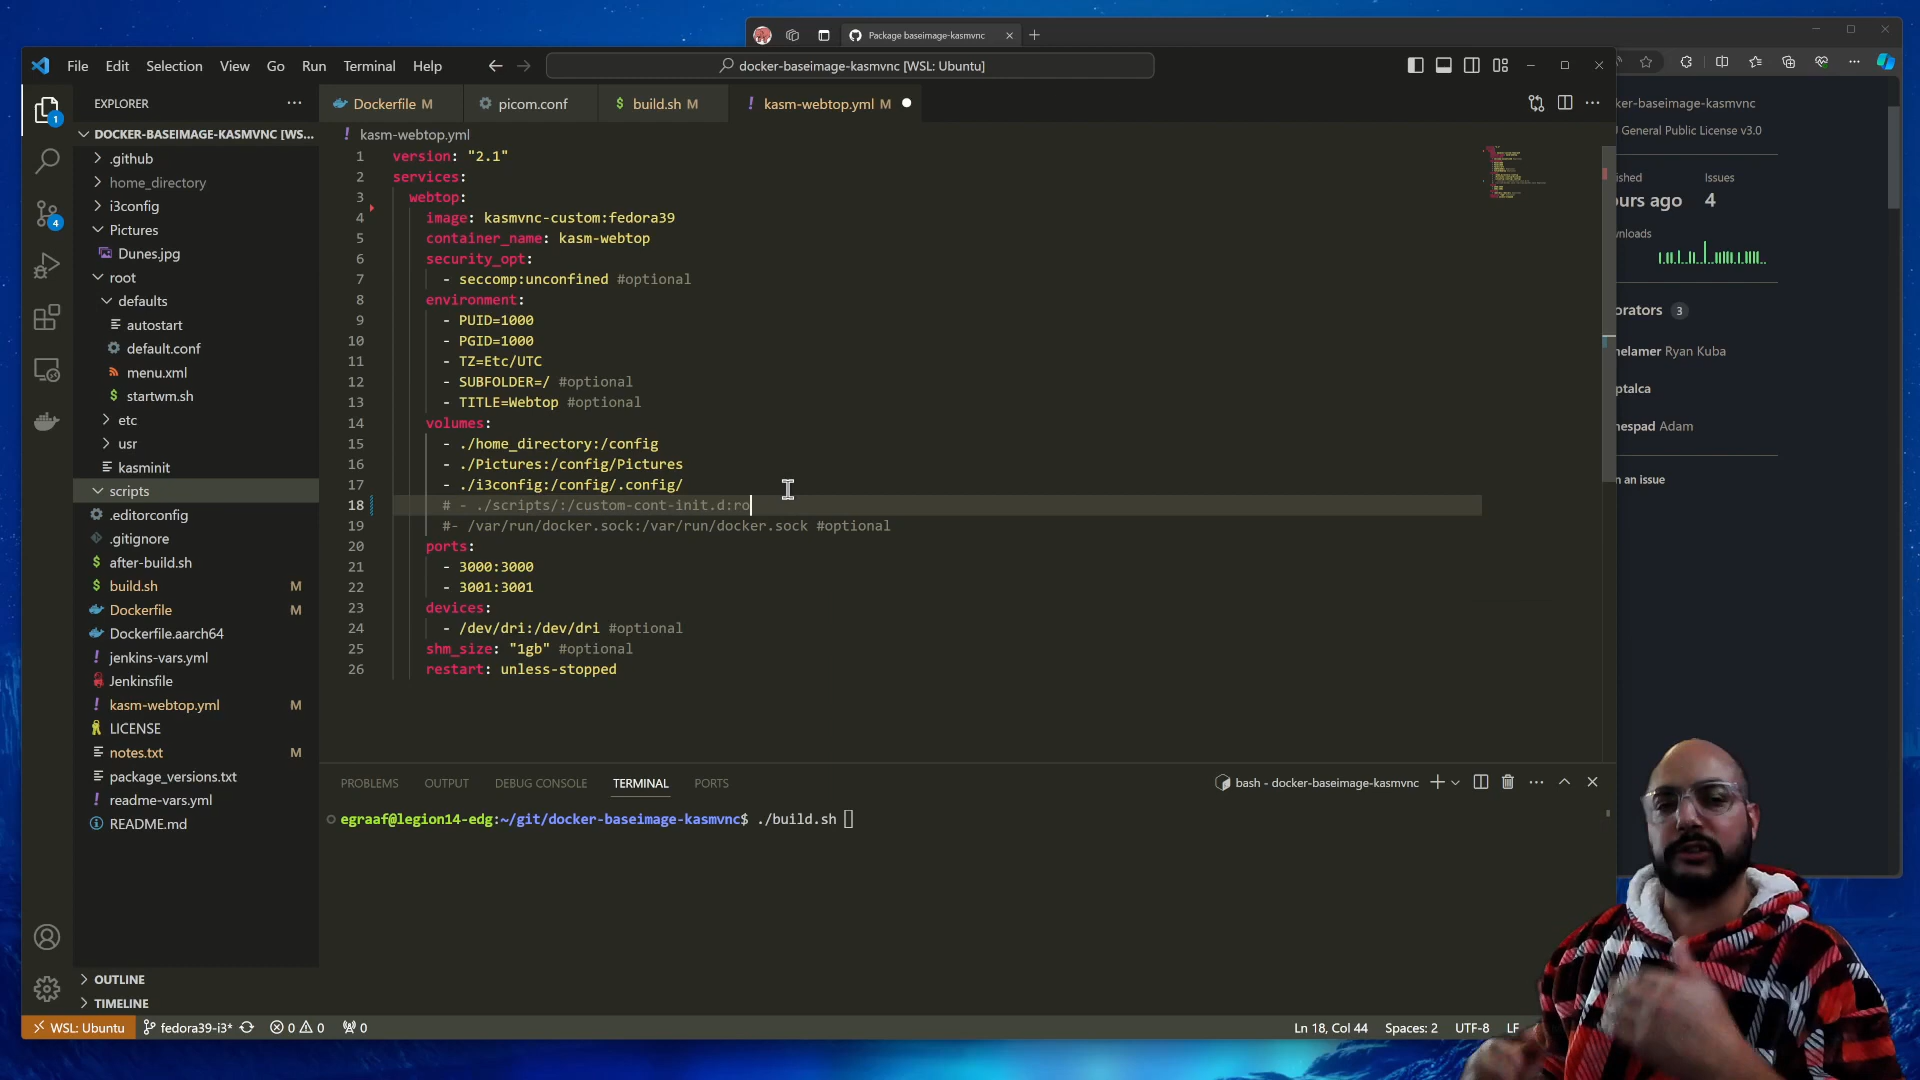 Package baseimage-kasmvnc
File Edit Selection View Go Run Terminal Help
docker-baseimage-kasmvnc [WSL: Ubuntu]
EXPLORER
Dockerfile M
picom.conf
build.sh M
kasm-webtop.yml M
DOCKER-BASEIMAGE-KASMVNC [WS...
.github
home_directory
i3config
Pictures
Dunes.jpg
root
defaults
autostart
default.conf
menu.xml
startwm.sh
etc
usr
kasminit
scripts
.editorconfig
.gitignore
after-build.sh
build.sh M
Dockerfile M
Dockerfile.aarch64
jenkins-vars.yml
Jenkinsfile
kasm-webtop.yml M
LICENSE
notes.txt M
package_versions.txt
readme-vars.yml
README.md
OUTLINE
TIMELINE
kasm-webtop.yml
1 version: "2.1"
2 services:
3 webtop:
4 image: kasmvnc-custom:fedora39
5 container_name: kasm-webtop
6 security_opt:
7 - seccomp:unconfined #optional
8 environment:
9 - PUID=1000
10 - PGID=1000
11 - TZ=Etc/UTC
12 - SUBFOLDER=/ #optional
13 - TITLE=Webtop #optional
14 volumes:
15 - ./home_directory:/config
16 - ./Pictures:/config/Pictures
17 - ./i3config:/config/.config/
18 # - ./scripts/:/custom-cont-init.d:ro
19 #- /var/run/docker.sock:/var/run/docker.sock #optional
20 ports:
21 - 3000:3000
22 - 3001:3001
23 devices:
24 - /dev/dri:/dev/dri #optional
25 shm_size: "1gb" #optional
26 restart: unless-stopped
PROBLEMS OUTPUT DEBUG CONSOLE TERMINAL PORTS
bash - docker-baseimage-kasmvnc
egraaf@legion14-edg:~/git/docker-baseimage-kasmvnc$ ./build.sh
WSL: Ubuntu
fedora39-i3*
0 0
0
Ln 18, Col 44
Spaces: 2
UTF-8
LF
1
4
ker-baseimage-kasmvnc
General Public License v3.0
ished
Issues
ours ago
4
nloads
orators 3
helamer Ryan Kuba
ptalca
hespad Adam
n an issue